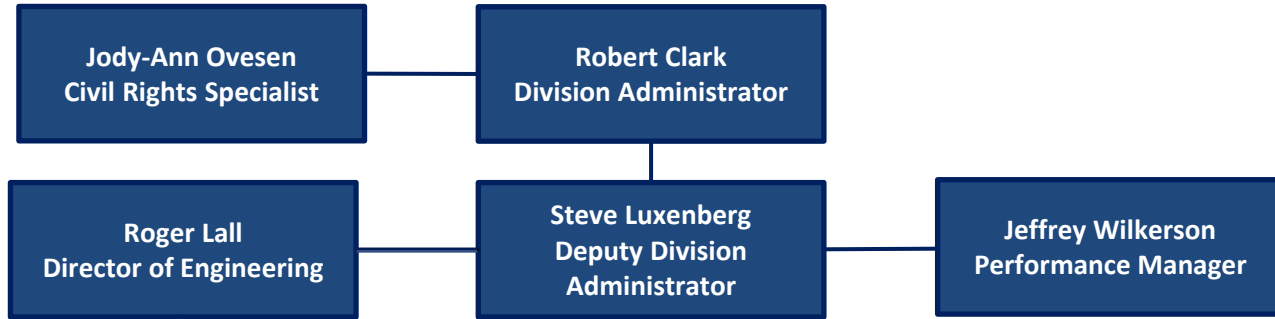 Jody-Ann Ovesen
Civil Rights Specialist
Robert Clark
Division Administrator
Roger Lall
Director of Engineering
Steve Luxenberg
Deputy Division
Administrator
Jeffrey Wilkerson
Performance Manager